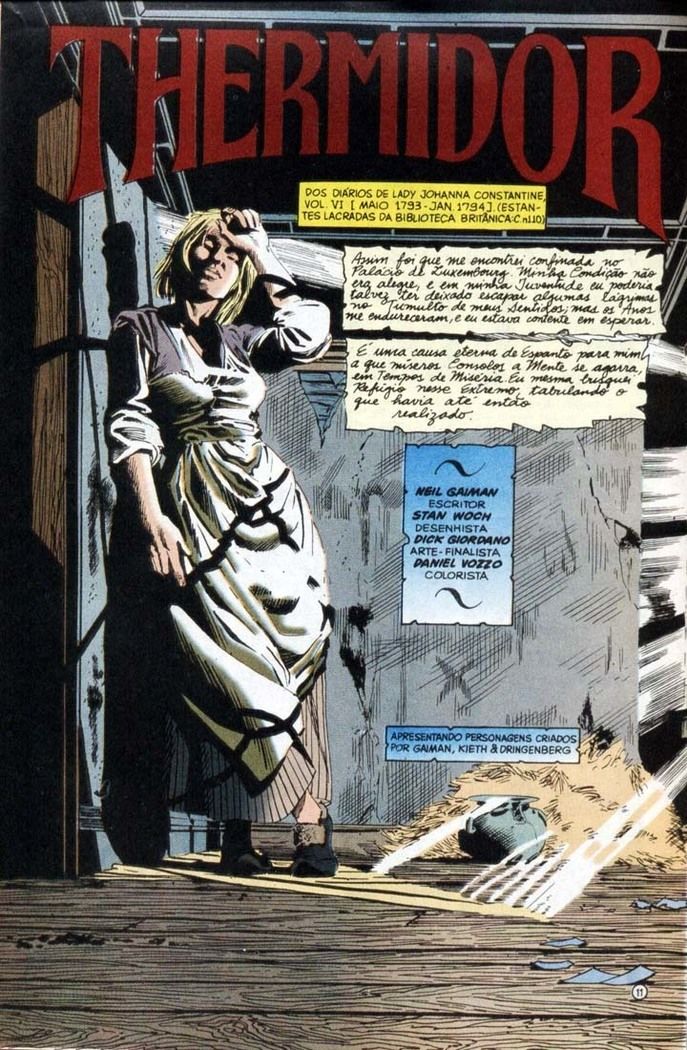 THERMIDOR
DOS DIÁRIOS DE LADY JOHANNA CONSTANTINE,
VOL. VI [ MAIO 1793 - JAN. 1794]. (ESTAN-
TES LACRADAS DA BIBLIOTECA BRITÂNICA:C.n110)
Assim foi que me encontrei confinada no
Palácio de Luxembourg. Minha Condição não
era alegre, e em minha Juventude eu poderia
talvez ter deixado escapar algumas lágrimas
no Tumulto de meus Sentidos; mas os Anos
me endureceram, e eu estava contente em esperar.
É uma causa eterna de Espanto para mim
a que míseros Consolos a Mente se agarra,
em Tempos de Miséria. Eu mesma busquei
Refúgio nesse Extremo, tabulando o
que havia até então
realizado.
NEIL GAIMAN
ESCRITOR
STAN WOCH
DESENHISTA
DICK GIORDANO
ARTE-FINALISTA
DANIEL VOZZO
COLORISTA
APRESENTANDO PERSONAGENS CRIADOS
POR GAIMAN, KIETH & DRINGENBERG
11